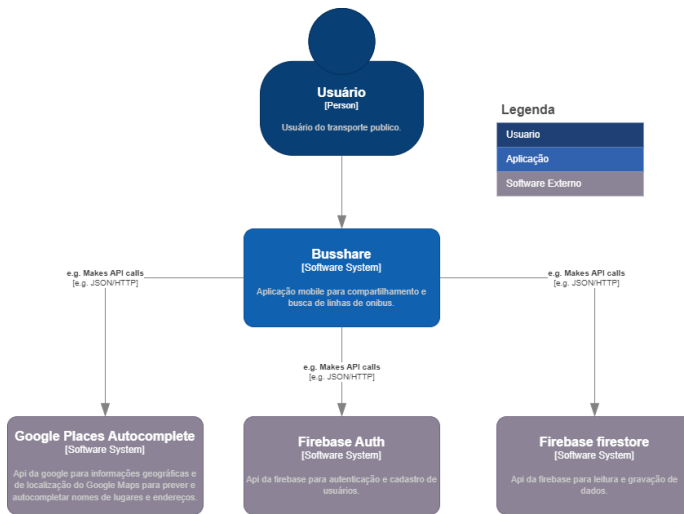 Usuário
[Person]
Usuário do transporte publico.
Legenda
Usuario
Aplicação
Software Externo
Busshare
[Software System]
Aplicação mobile para compartilhamento e
busca de linhas de onibus.
e.g. Makes API calls
[e.g. JSON/HTTP]
e.g. Makes API calls
[e.g. JSON/HTTP]
e.g. Makes API calls
[e.g. JSON/HTTP]
Google Places Autocomplete
[Software System]
Api da google para informações geográficas e
de localização do Google Maps para prever e
autocompletar nomes de lugares e endereços.
Firebase Auth
[Software System]
Api da firebase para autenticação e cadastro de
usuários.
Firebase firestore
[Software System]
Api da firebase para leitura e gravação de
dados.